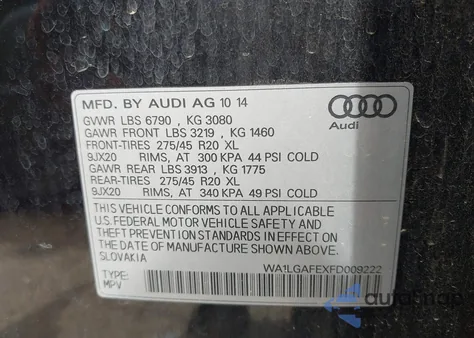 MFD. BY AUDI AG 10 14
GVWR LBS 6790 , KG 3080
GAWR FRONT LBS 3219 , KG 1460
FRONT-TIRES 275/45 R20 XL
9JX20 RIMS, AT 300 KPA 44 PSI COLD
GAWR REAR LBS 3913 , KG 1775
REAR-TIRES 275/45 R20 XL
9JX20 RIMS, AT 340 KPA 49 PSI COLD
Audi
THIS VEHICLE CONFORMS TO ALL APPLICABLE
U.S. FEDERAL MOTOR VEHICLE SAFETY AND
THEFT PREVENTION STANDARDS IN EFFECT
ON THE DATE OF MANUFACTURE SHOWN ABOVE.
SLOVAKIA
TYPE: WA1LGAFEXFD009222
MPV
AutoSnap